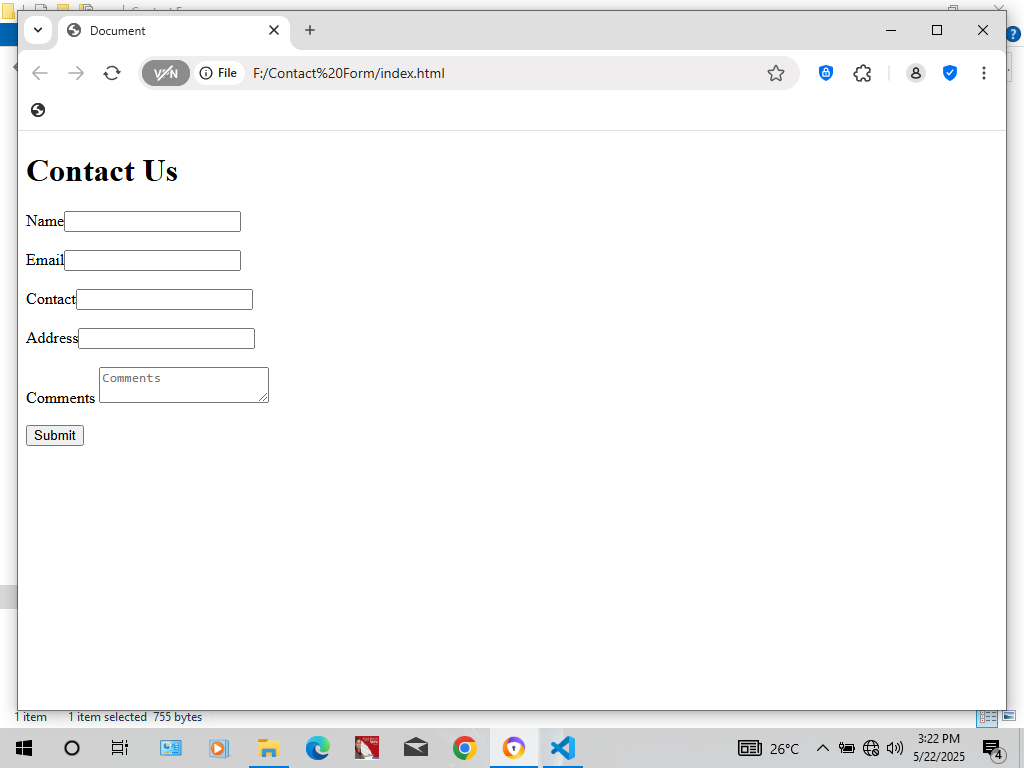 Document
VPN
File
F:/Contact%20Form/index.html
Contact Us
Name
Email
Contact
Address
Comments
Comments
Submit
1 item
1 item selected 755 bytes
26°C
3:22 PM
5/22/2025
4